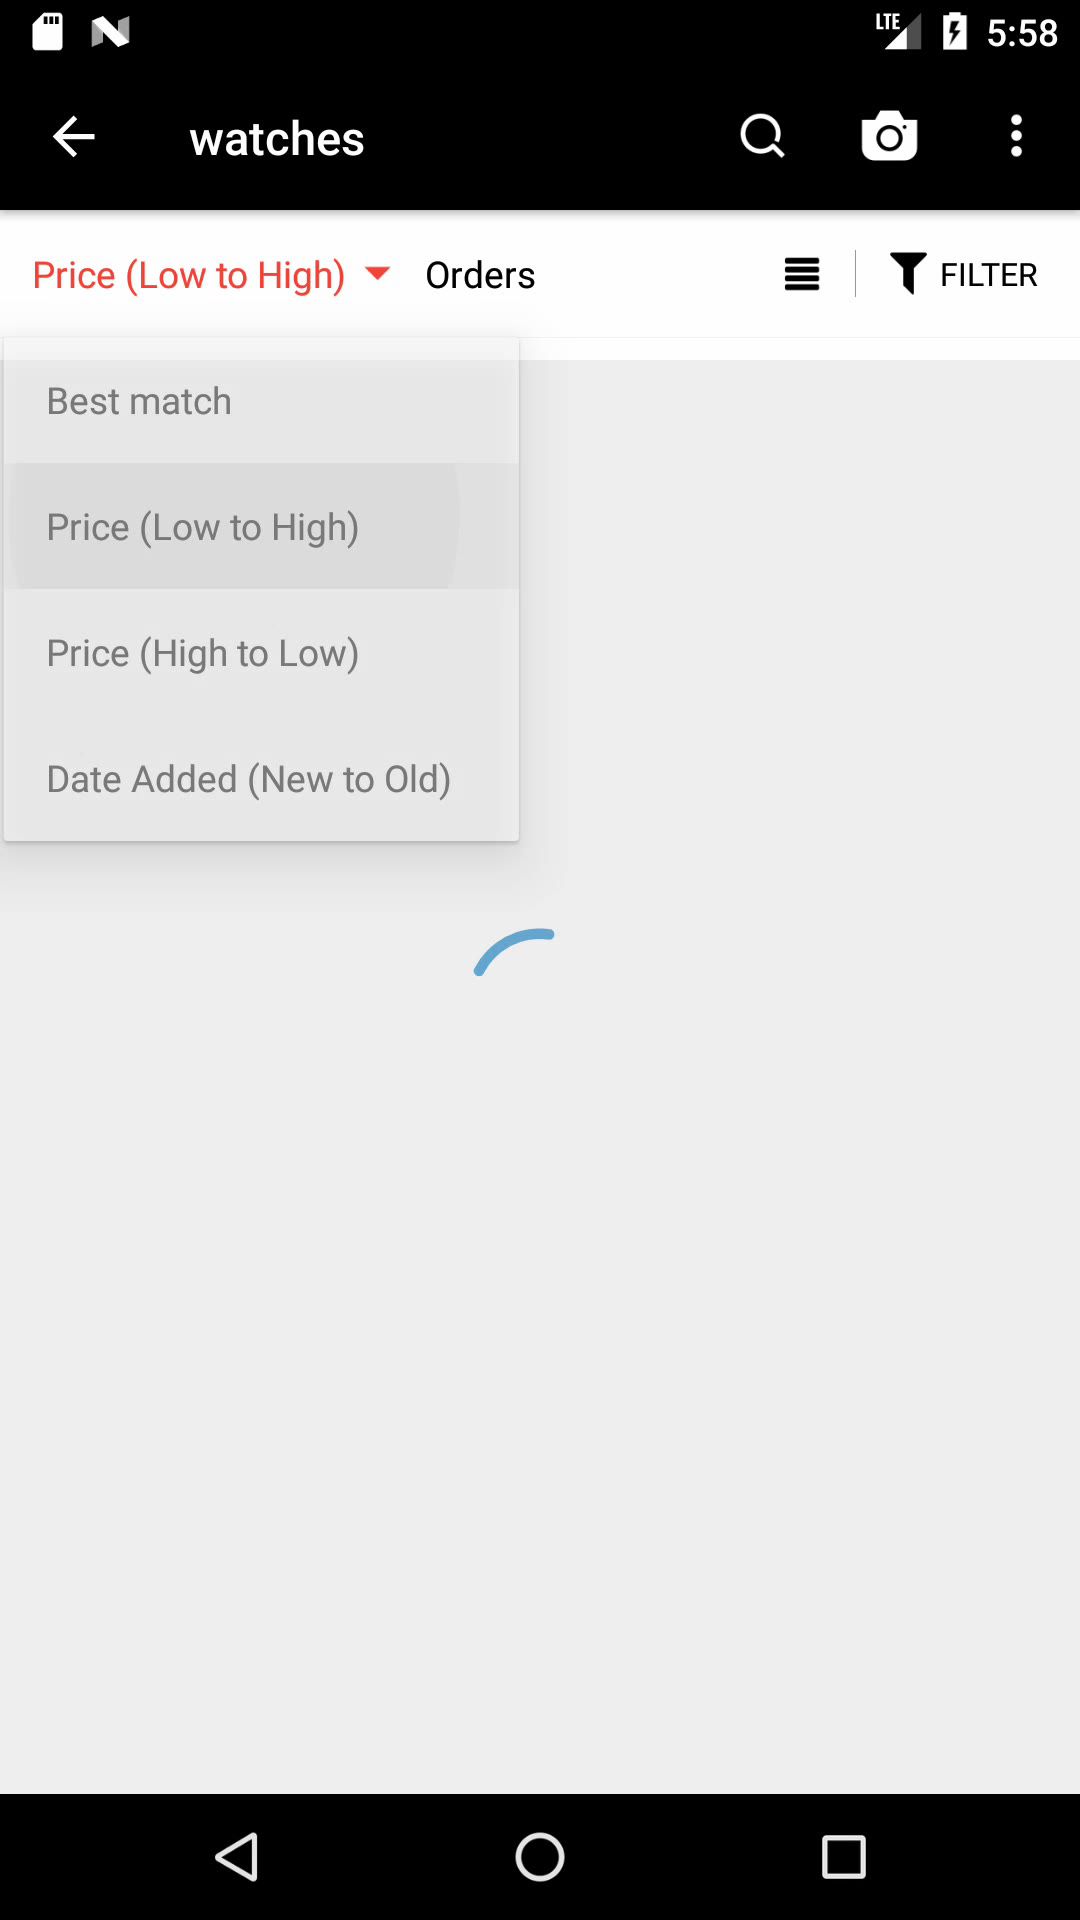 LTE 5:58
watches
Price (Low to High) Orders FILTER
Best match
Price (Low to High)
Price (High to Low)
Date Added (New to Old)